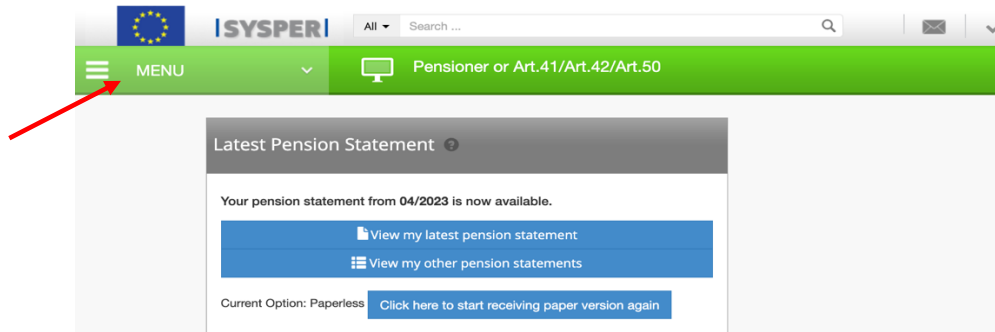 SYSPER All Search ...
MENU Pensioner or Art.41/Art.42/Art.50
Latest Pension Statement ?
Your pension statement from 04/2023 is now available.
View my latest pension statement
View my other pension statements
Current Option: Paperless Click here to start receiving paper version again